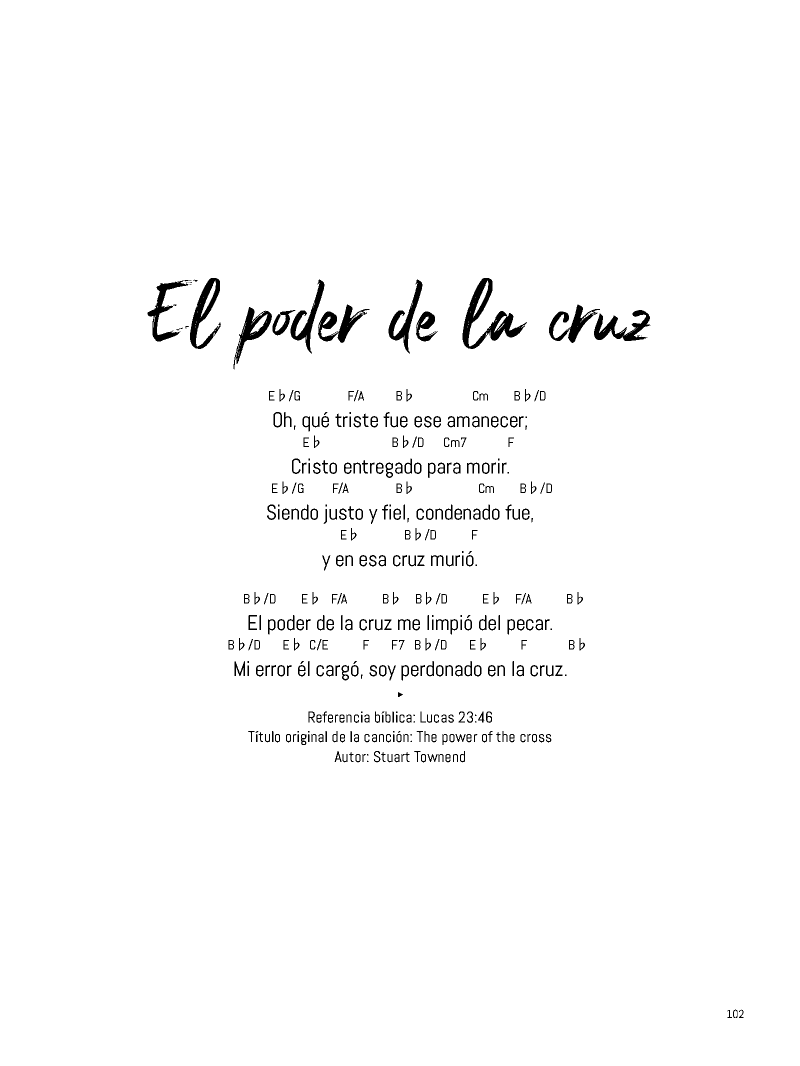 El poder de la cruz
E♭/G F/A B♭ Cm B♭/D
Oh, qué triste fue ese amanecer;
E♭ B♭/D Cm7 F
Cristo entregado para morir.
E♭/G F/A B♭ Cm B♭/D
Siendo justo y fiel, condenado fue,
E♭ B♭/D F
y en esa cruz murió.
B♭/D E♭ F/A B♭ B♭/D E♭ F/A B♭
El poder de la cruz me limpió del pecar.
B♭/D E♭ C/E F F7 B♭/D E♭ F B♭
Mi error él cargó, soy perdonado en la cruz.
Referencia bíblica: Lucas 23:46
Título original de la canción: The power of the cross
Autor: Stuart Townend
102